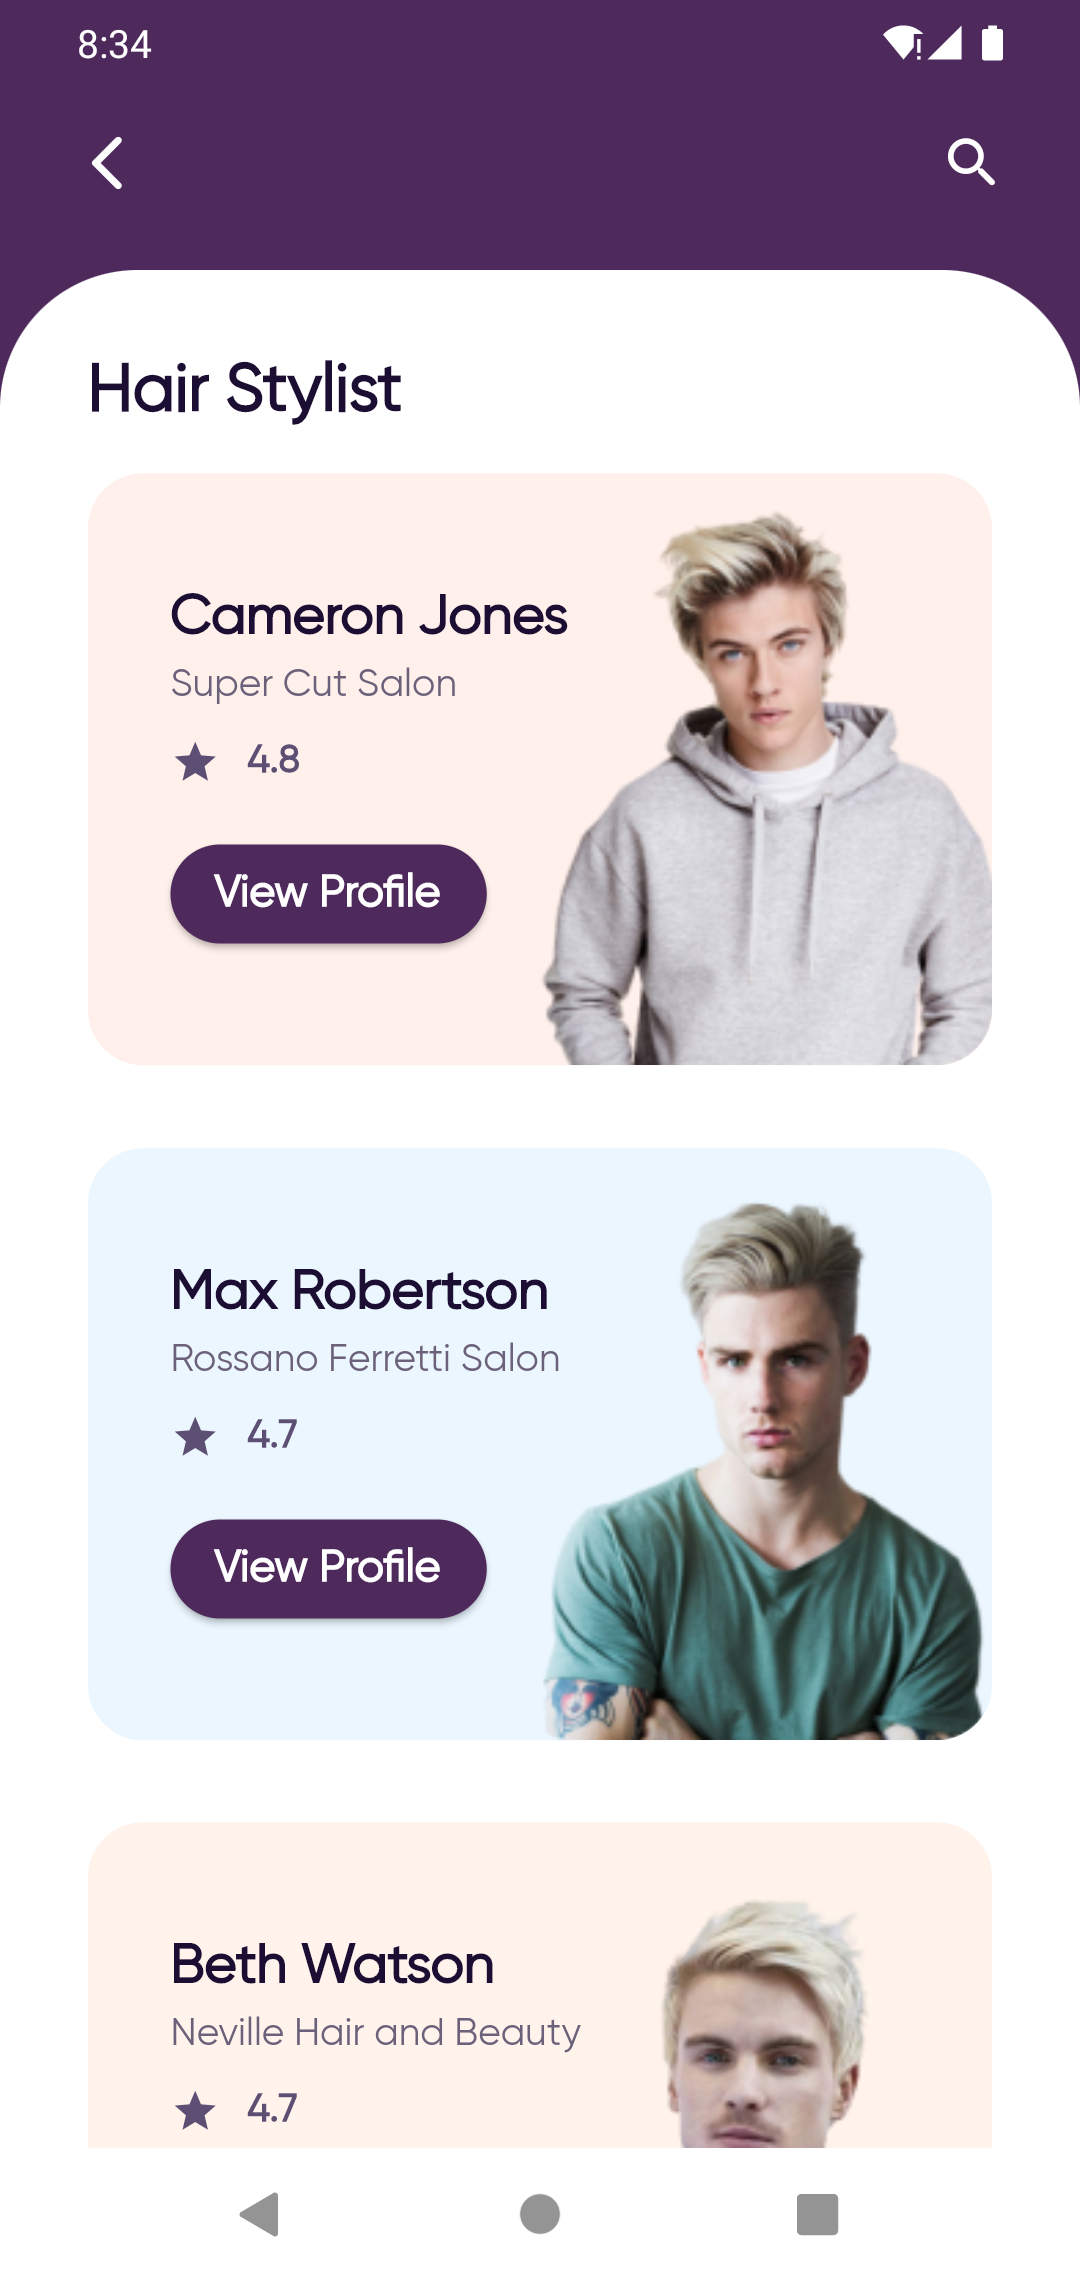 8:34
Hair Stylist
Cameron Jones
Super Cut Salon
4.8
View Profile
Max Robertson
Rossano Ferretti Salon
4.7
View Profile
Beth Watson
Neville Hair and Beauty
4.7